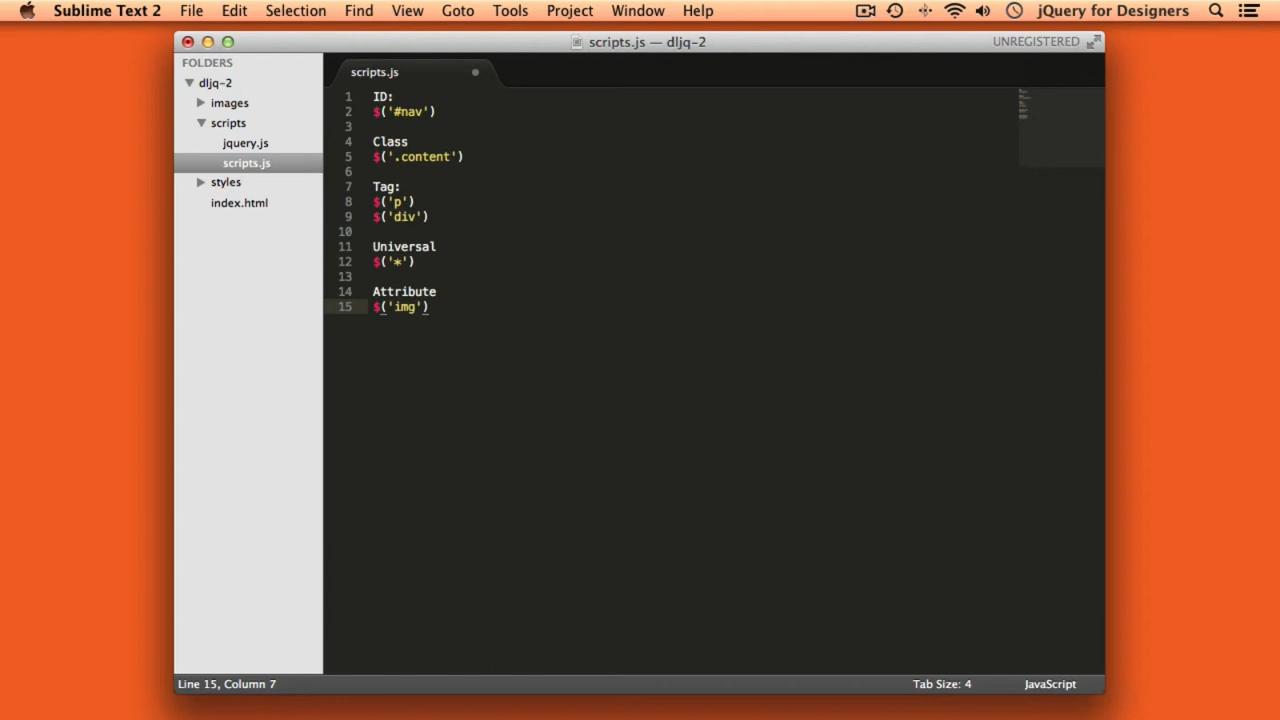 Sublime Text 2 File Edit Selection Find View Goto Tools Project Window Help jQuery for Designers
scripts.js — dljq-2 UNREGISTERED
FOLDERS
dljq-2
images
scripts
jquery.js
scripts.js
styles
index.html
scripts.js
1 ID:
2 $('#nav')
3
4 Class
5 $('.content')
6
7 Tag:
8 $('p')
9 $('div')
10
11 Universal
12 $('*')
13
14 Attribute
15 $('img')
Line 15, Column 7 Tab Size: 4 JavaScript